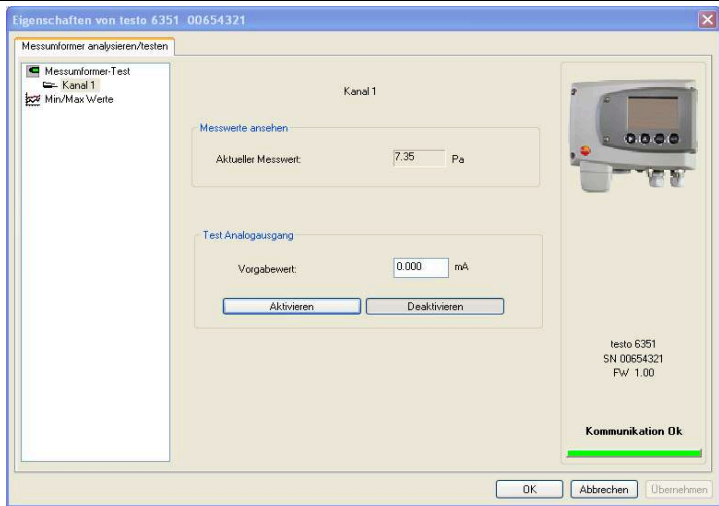 Eigenschaften von testo 6351 00654321
Messumformer analysieren/testen
Messumformer-Test
Kanal 1
Min/Max Werte
Kanal 1
Messwerte ansehen
Aktueller Messwert: 7.35 Pa
Test Analogausgang
Vorgabewert: 0.000 mA
Aktivieren Deaktivieren
testo 6351
SN 00654321
FW 1.00
Kommunikation Ok
OK Abbrechen Übernehmen